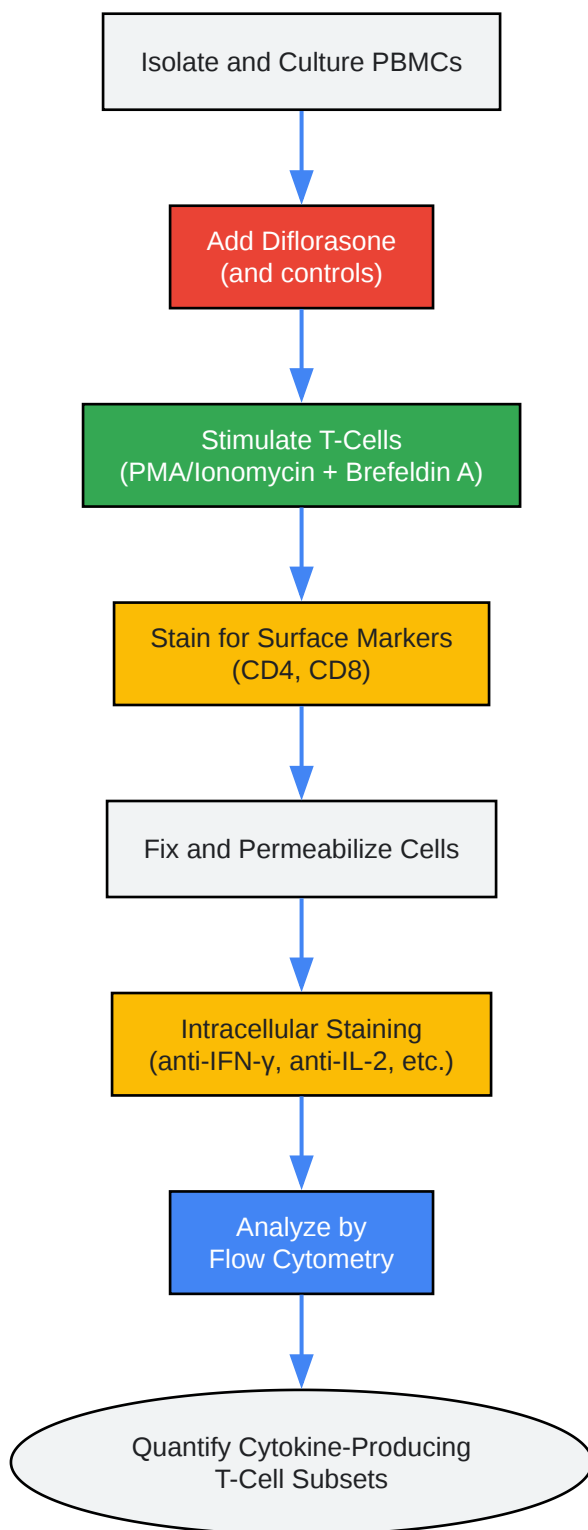 Isolate and Culture PBMCs
Add Diflorasone
(and controls)
Stimulate T-Cells
(PMA/Ionomycin + Brefeldin A)
Stain for Surface Markers
(CD4, CD8)
Fix and Permeabilize Cells
Intracellular Staining
(anti-IFN-γ, anti-IL-2, etc.)
Analyze by
Flow Cytometry
Quantify Cytokine-Producing
T-Cell Subsets